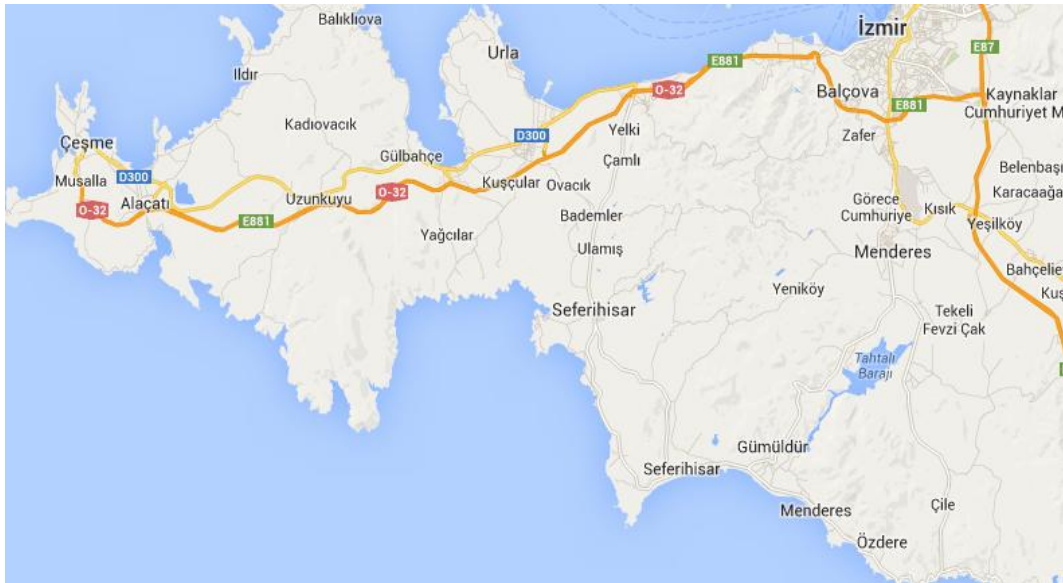 Balıklıova
İzmir
Urla
E87
E881
Ildır
O-32
Balçova
Kaynaklar
Cumhuriyet M
E881
Kadıovacık
D300
Yelki
Zafer
Çeşme
Gülbahçe
Çamlı
Belenbaşı
Musalla
D300
Kuşçular
Ovacık
Karacaağa
O-32
Alaçatı
Uzunkuyu
O-32
Görece
Cumhuriye
Kısık
E881
Bademler
Yeşilköy
Yağcılar
Ulamış
Menderes
Bahçelie
Yeniköy
Kuş
Seferihisar
Tekeli
Fevzi Çak
Tahtalı
Barajı
Gümüldür
Seferihisar
Menderes
Çile
Özdere